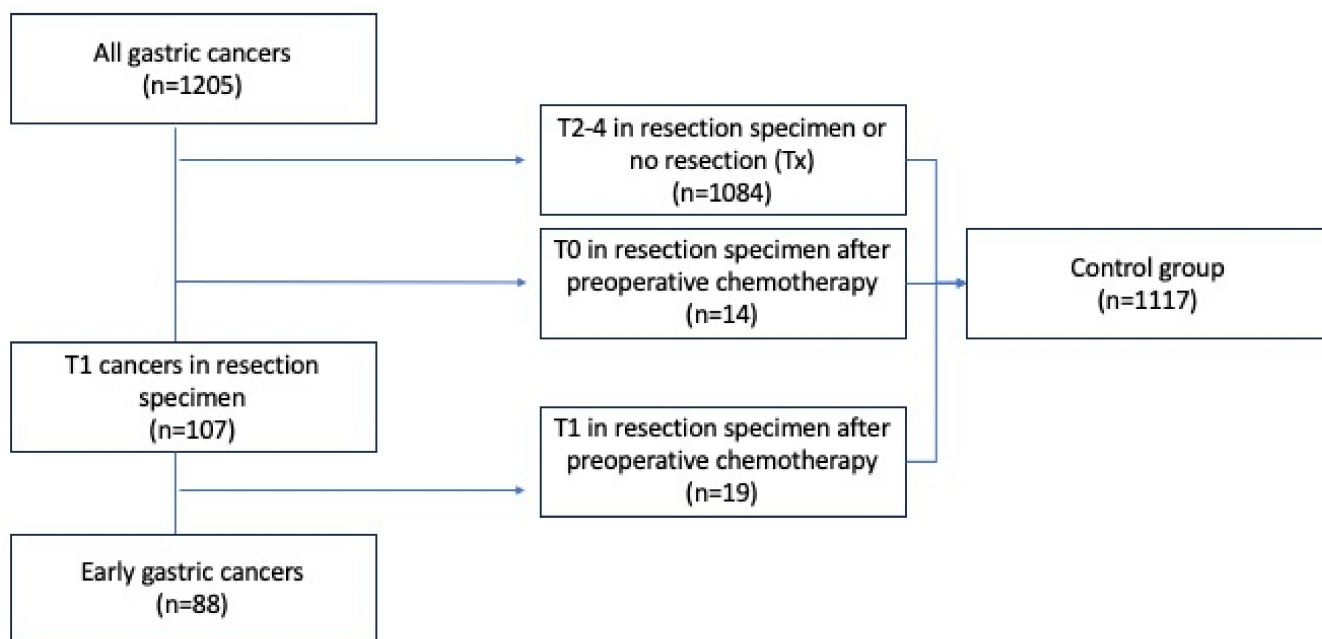 All gastric cancers
(n=1205)
T2-4 in resection specimen or
no resection (Tx)
(n=1084)
T0 in resection specimen after
preoperative chemotherapy
(n=14)
Control group
(n=1117)
T1 cancers in resection
specimen
(n=107)
T1 in resection specimen after
preoperative chemotherapy
(n=19)
Early gastric cancers
(n=88)